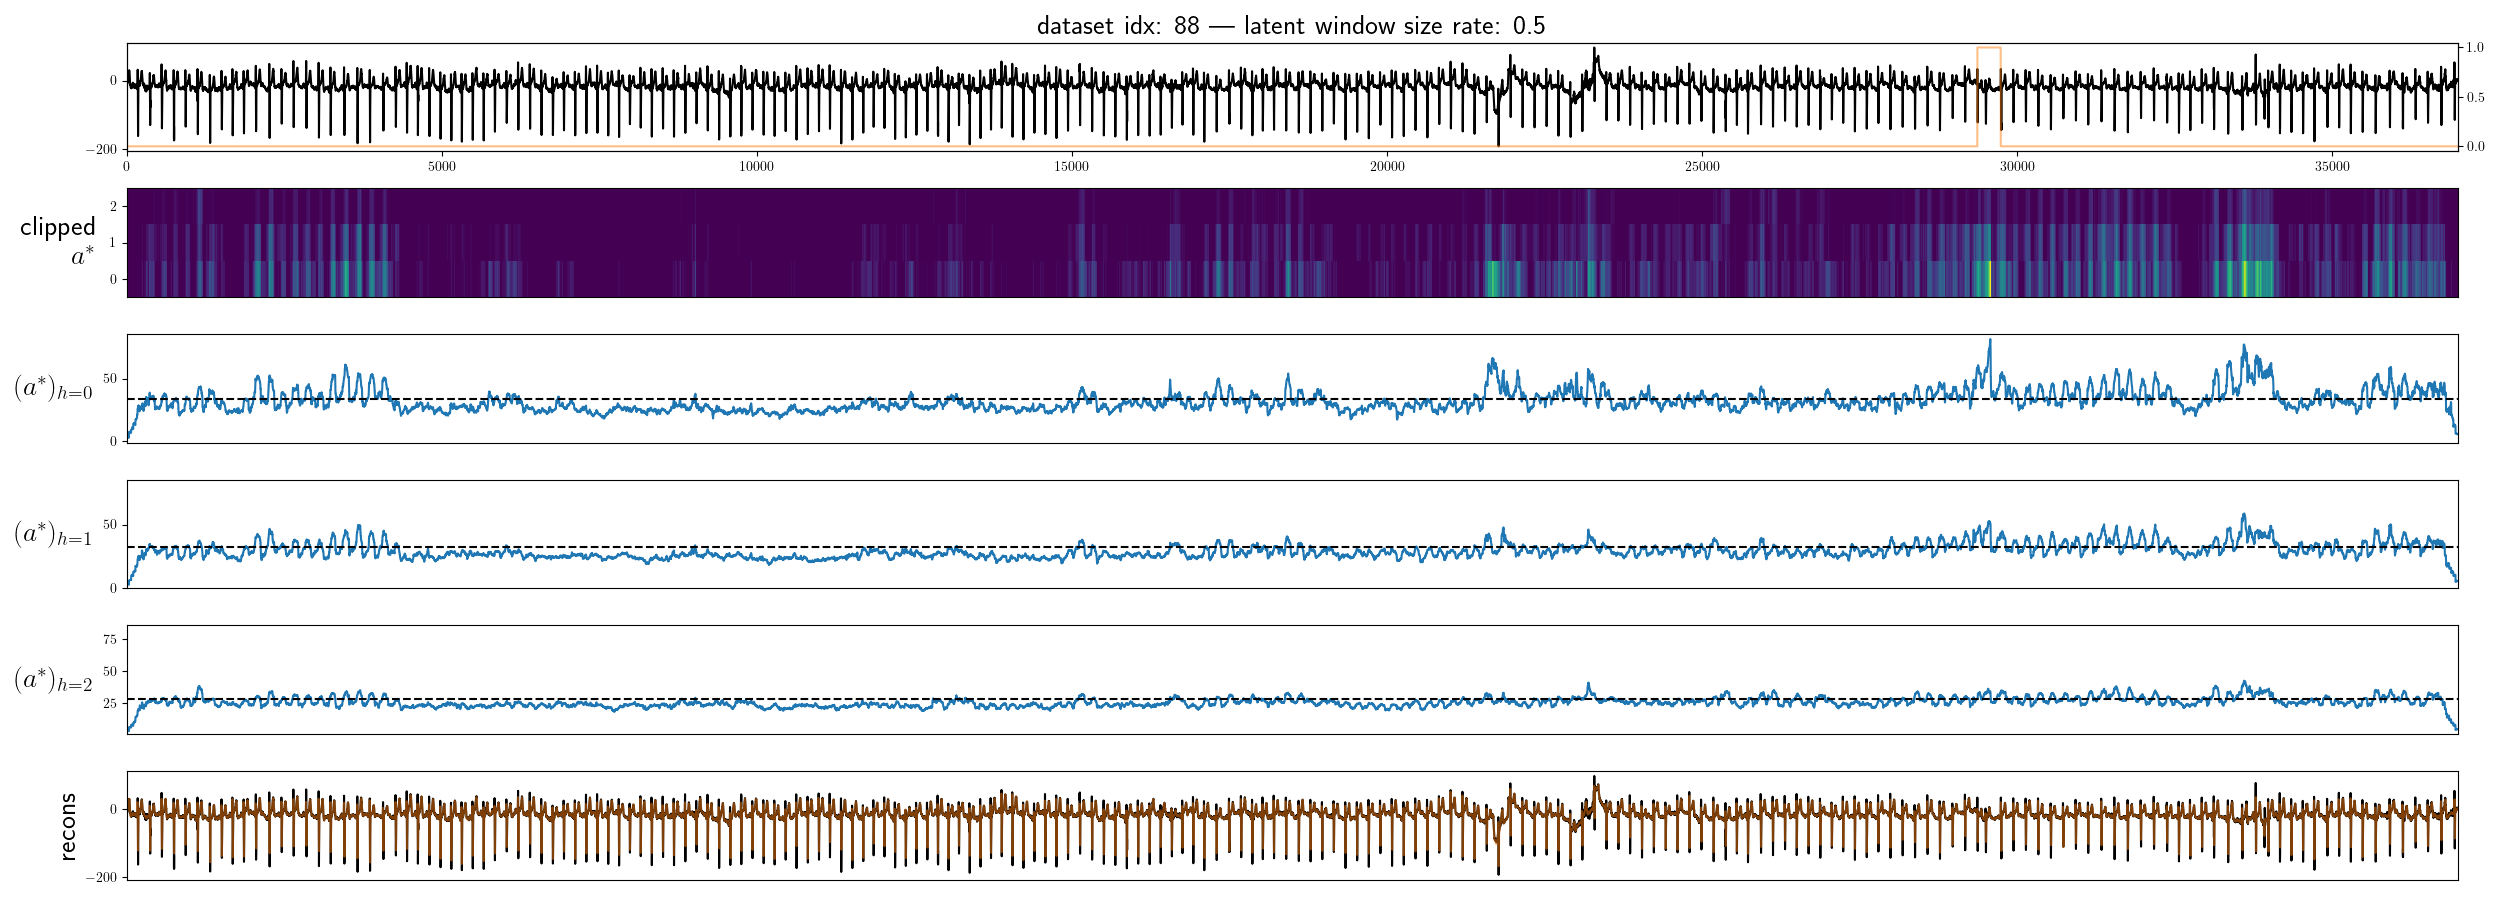 dataset idx: 88 — latent window size rate: 0.5
0
−200
1.0
0.5
0.0
0 5000 10000 15000 20000 25000 30000 35000
clipped
a*
2
1
0
(a*)h=0
50
0
(a*)h=1
50
0
(a*)h=2
75
50
25
recons
0
−200